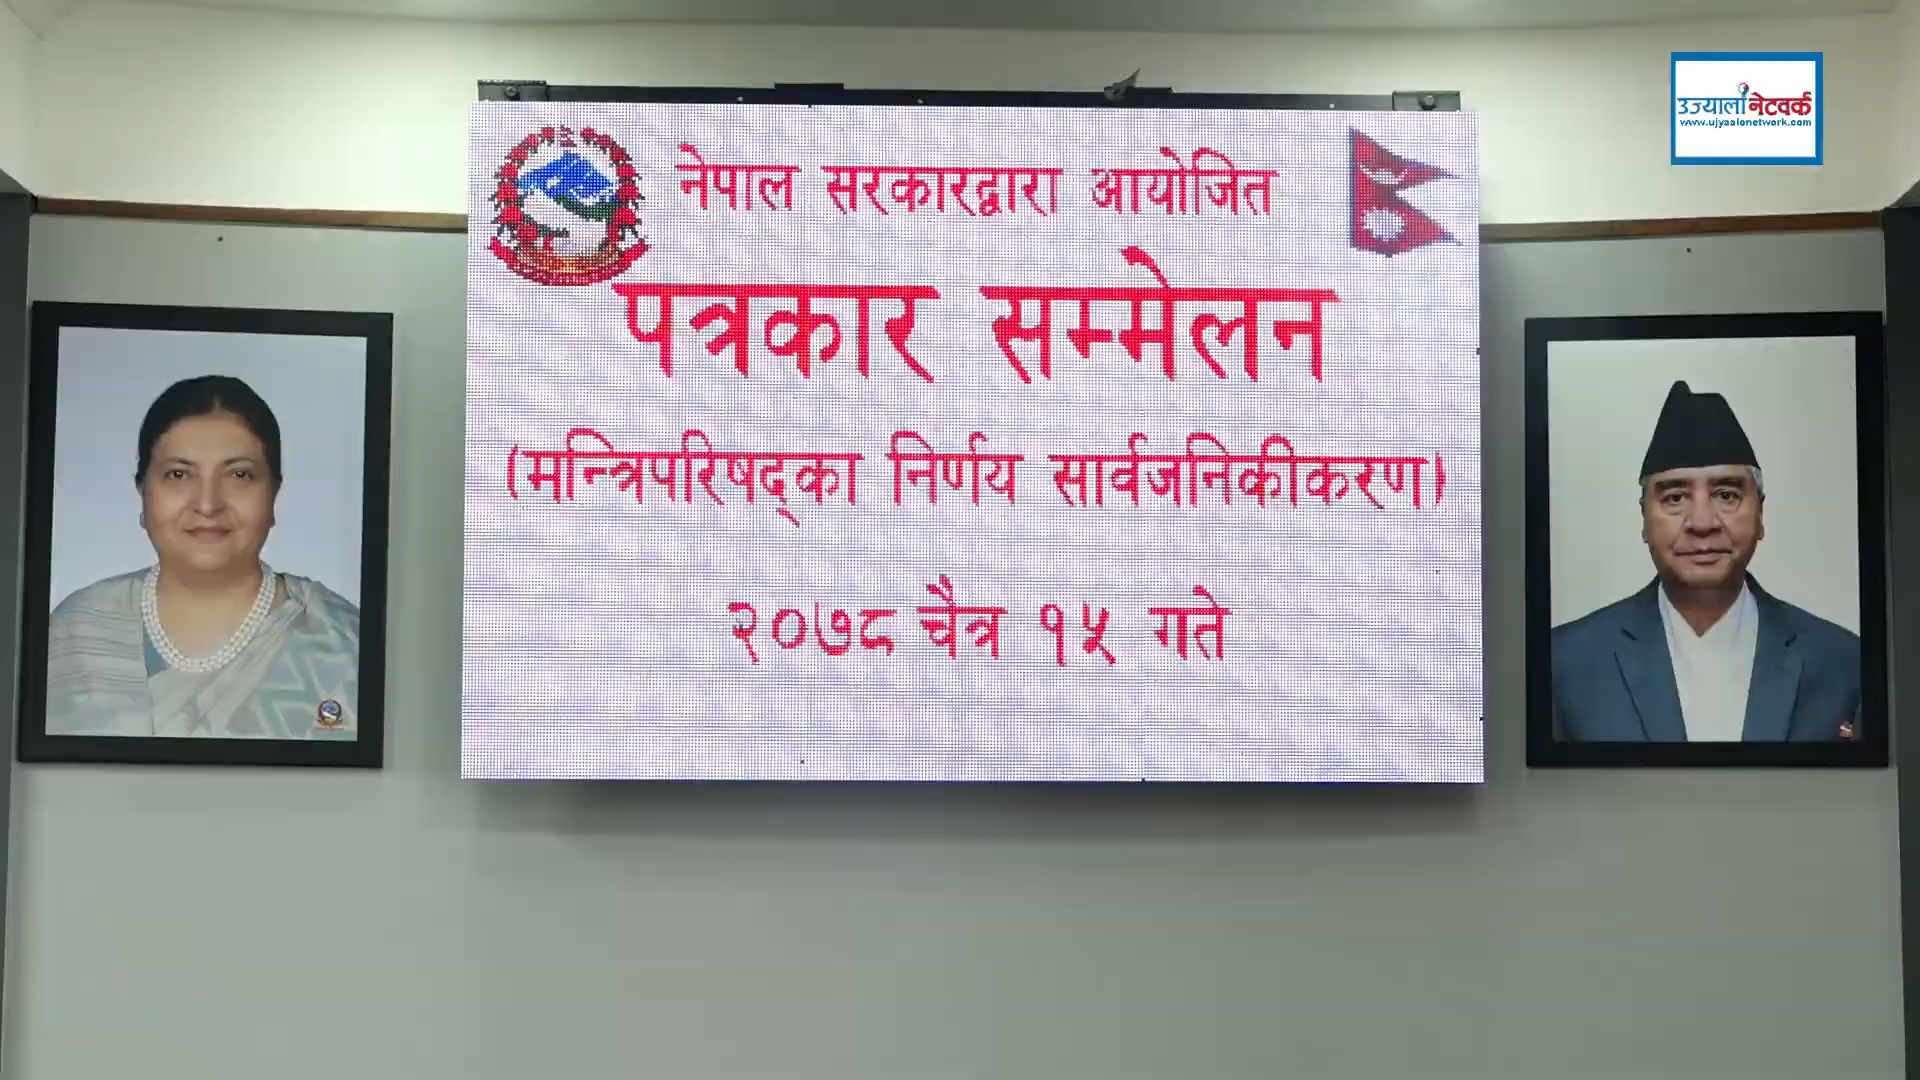 उज्यालो नेटवर्क
www.ujyaalonetwork.com
नेपाल सरकारद्वारा आयोजित
पत्रकार सम्मेलन
(मन्त्रिपरिषद्का निर्णय सार्वजनिकीकरण)
२०७८ चैत्र १५ गते